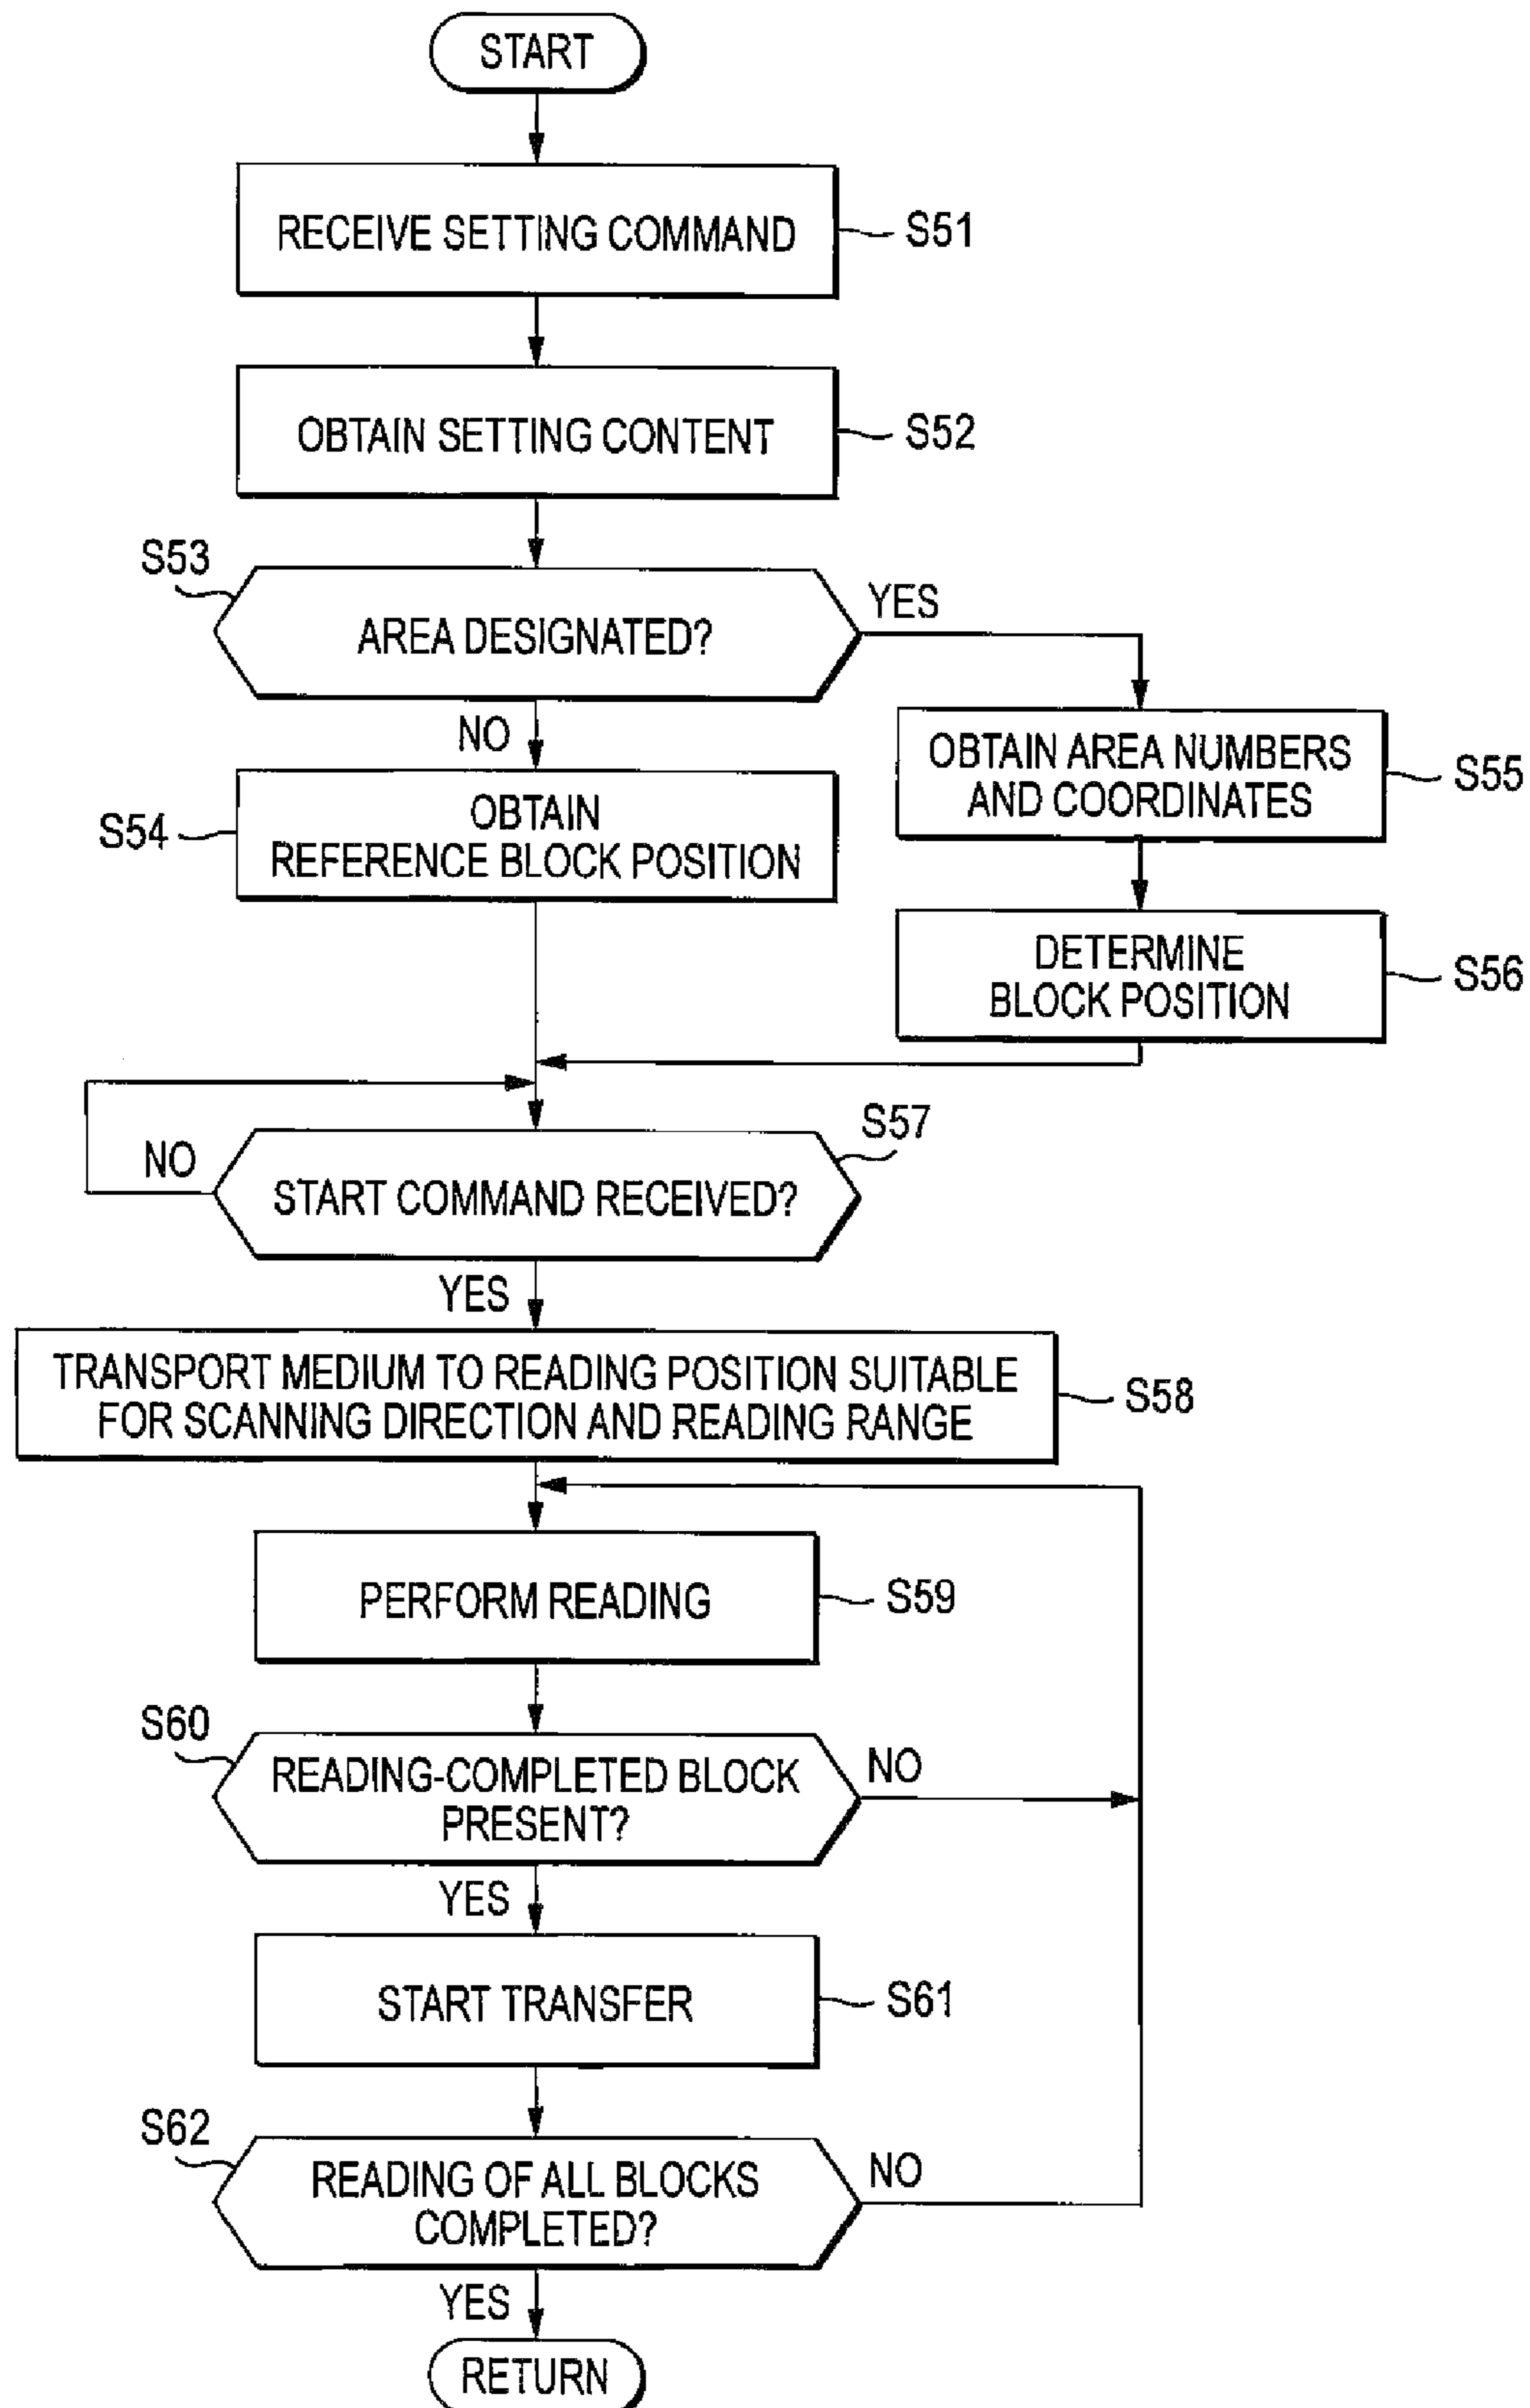 START
RECEIVE SETTING COMMAND
S51
OBTAIN SETTING CONTENT
S52
S53
AREA DESIGNATED?
YES
NO
OBTAIN AREA NUMBERS
AND COORDINATES
S55
S54
OBTAIN
REFERENCE BLOCK POSITION
DETERMINE
BLOCK POSITION
S56
S57
NO
START COMMAND RECEIVED?
YES
TRANSPORT MEDIUM TO READING POSITION SUITABLE
FOR SCANNING DIRECTION AND READING RANGE
S58
PERFORM READING
S59
S60
READING-COMPLETED BLOCK
PRESENT?
NO
YES
START TRANSFER
S61
S62
READING OF ALL BLOCKS
COMPLETED?
NO
YES
RETURN